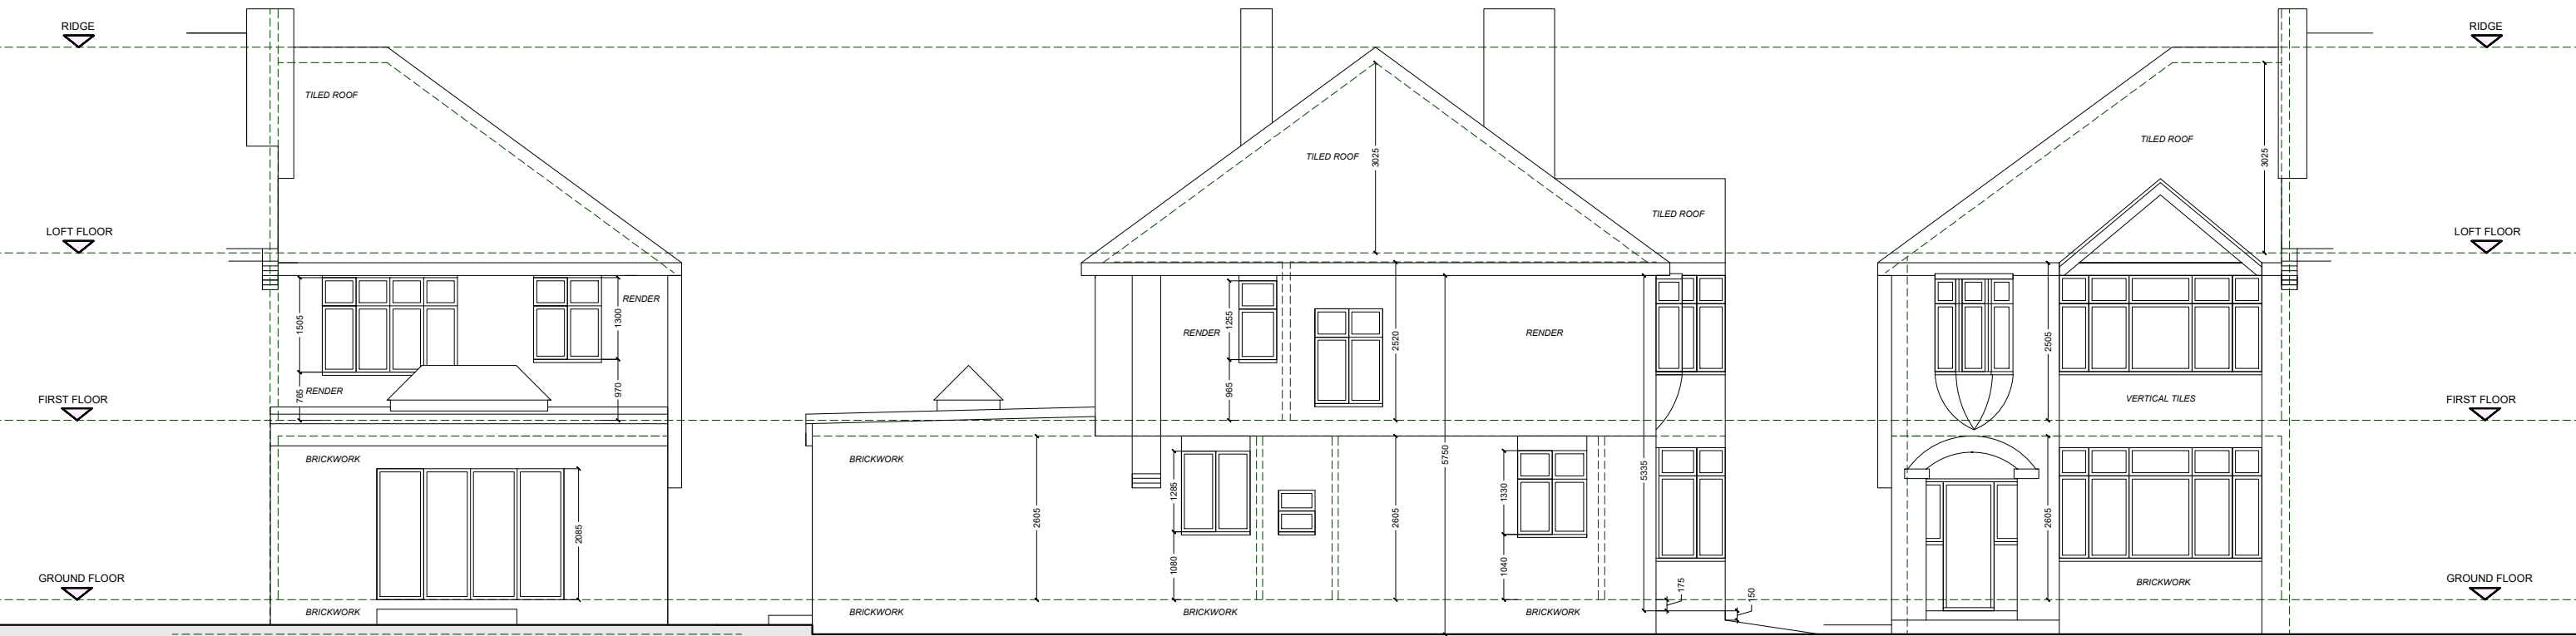 RIDGE
RIDGE
TILED ROOF
TILED ROOF
3025
TILED ROOF
3025
TILED ROOF
LOFT FLOOR
LOFT FLOOR
RENDER
1505
1300
RENDER
1255
2520
RENDER
2505
765
RENDER
970
965
FIRST FLOOR
VERTICAL TILES
FIRST FLOOR
BRICKWORK
BRICKWORK
5750
5335
2085
2605
1285
2605
1330
2605
1080
1040
GROUND FLOOR
175
BRICKWORK
GROUND FLOOR
150
BRICKWORK
BRICKWORK
BRICKWORK
BRICKWORK